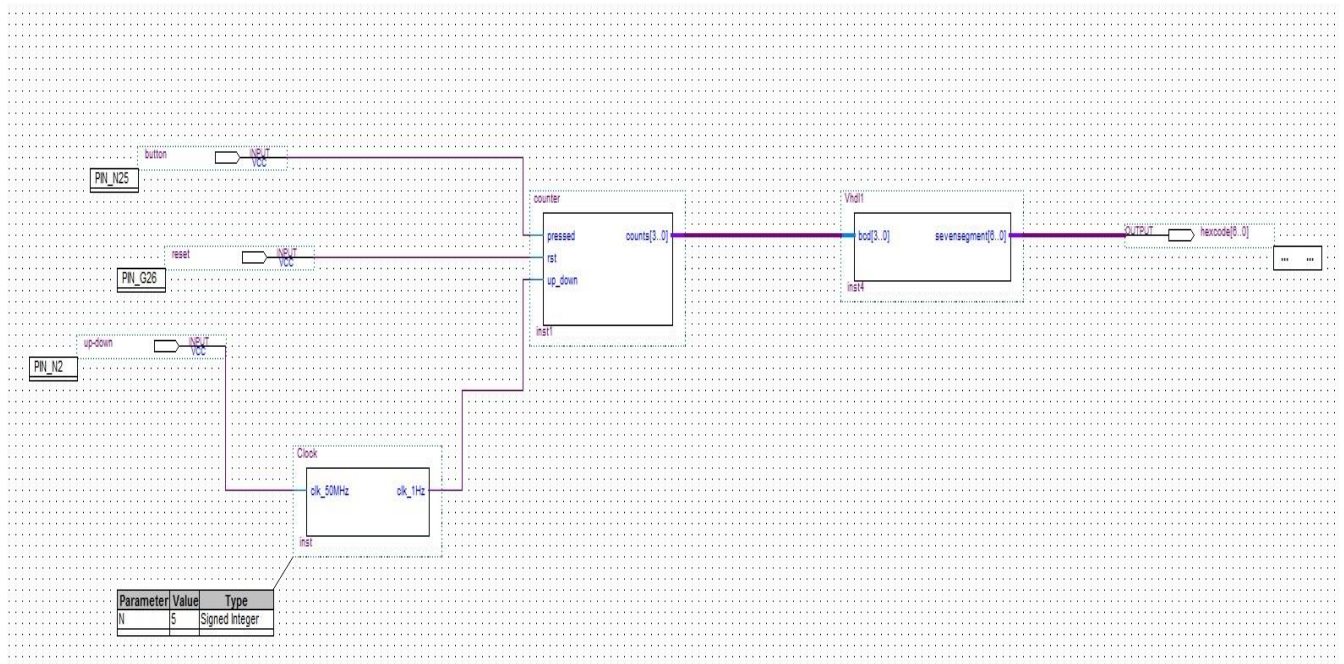 button
INPUT
VCC
PIN_N25
reset
INPUT
VCC
PIN_G26
up-down
INPUT
VCC
PIN_N2
counter
pressed counts[3..0]
rst
up_down
inst1
Vhdl1
bcd[3..0] sevensegment[6..0]
inst4
OUTPUT hexcode[6..0]
... ...
Clock
clk_50MHz clk_1Hz
inst
Parameter Value Type
N 5 Signed Integer